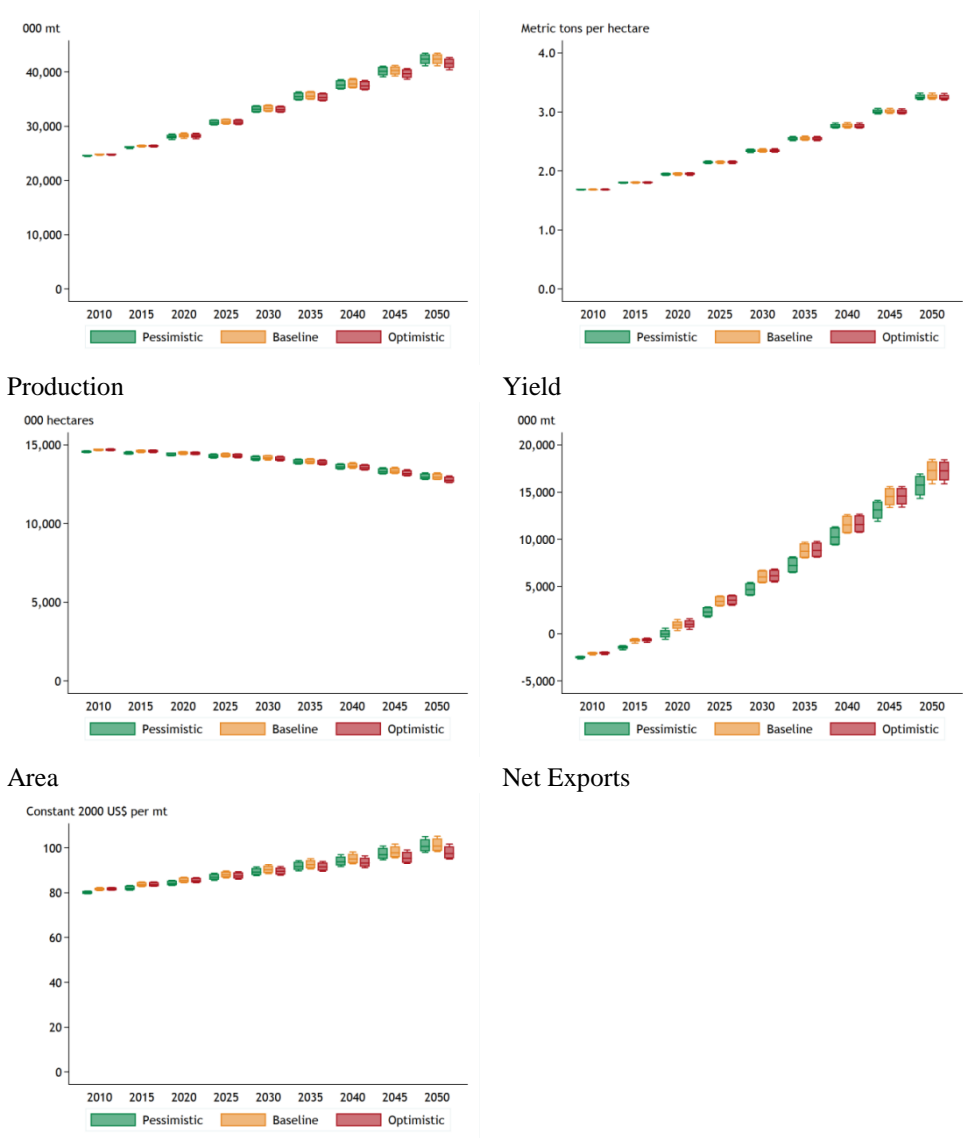 000 mt
40,000
30,000
20,000
10,000
0
2010 2015 2020 2025 2030 2035 2040 2045 2050
Pessimistic Baseline Optimistic
Production
Metric tons per hectare
4.0
3.0
2.0
1.0
0.0
2010 2015 2020 2025 2030 2035 2040 2045 2050
Pessimistic Baseline Optimistic
Yield
000 hectares
15,000
10,000
5,000
0
2010 2015 2020 2025 2030 2035 2040 2045 2050
Pessimistic Baseline Optimistic
Area
000 mt
20,000
15,000
10,000
5,000
0
-5,000
2010 2015 2020 2025 2030 2035 2040 2045 2050
Pessimistic Baseline Optimistic
Net Exports
Constant 2000 US$ per mt
100
80
60
40
20
0
2010 2015 2020 2025 2030 2035 2040 2045 2050
Pessimistic Baseline Optimistic